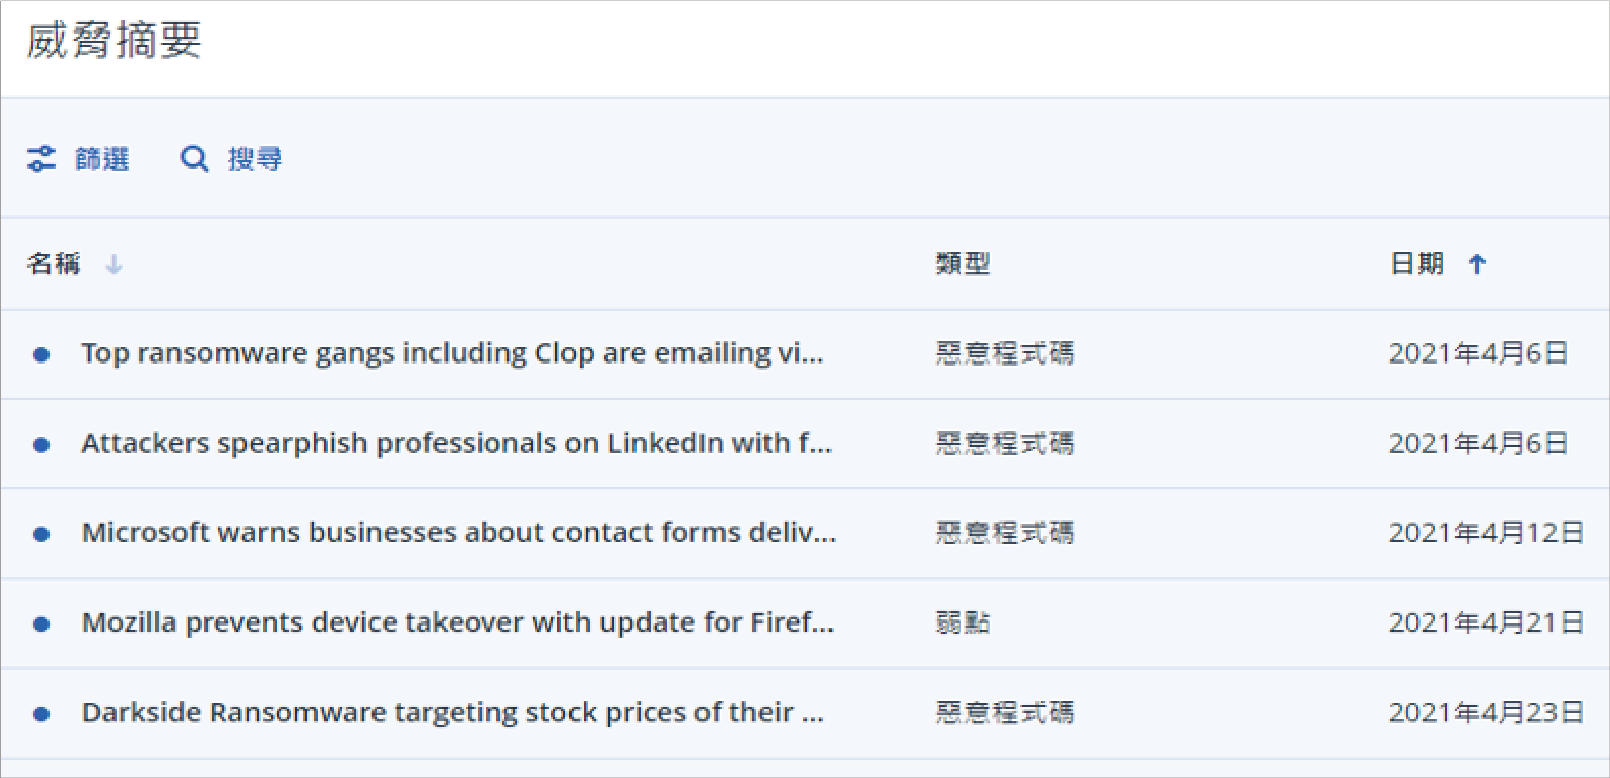 威脅摘要
篩選 搜尋
名稱 ↓ 類型 日期 ↑
Top ransomware gangs including Clop are emailing vi... 惡意程式碼 2021年4月6日
Attackers spearphish professionals on LinkedIn with f... 惡意程式碼 2021年4月6日
Microsoft warns businesses about contact forms deliv... 惡意程式碼 2021年4月12日
Mozilla prevents device takeover with update for Firef... 弱點 2021年4月21日
Darkside Ransomware targeting stock prices of their ... 惡意程式碼 2021年4月23日